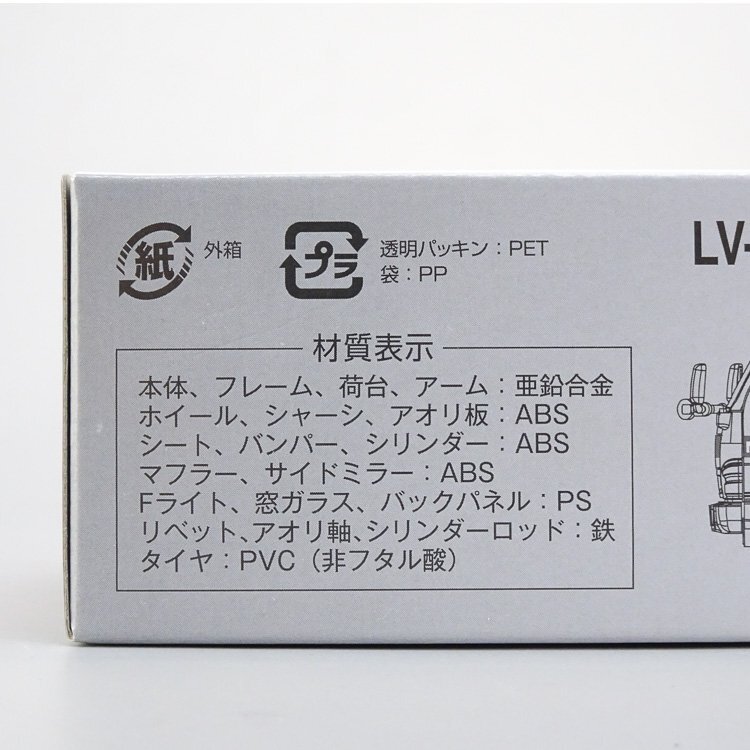 紙 外箱
プラ 透明パッキン：PET
袋：PP
LV-
材質表示
本体、フレーム、荷台、アーム：亜鉛合金
ホイール、シャーシ、アオリ板：ABS
シート、バンパー、シリンダー：ABS
マフラー、サイドミラー：ABS
Fライト、窓ガラス、バックパネル：PS
リベット、アオリ軸、シリンダーロッド：鉄
タイヤ：PVC（非フタル酸）